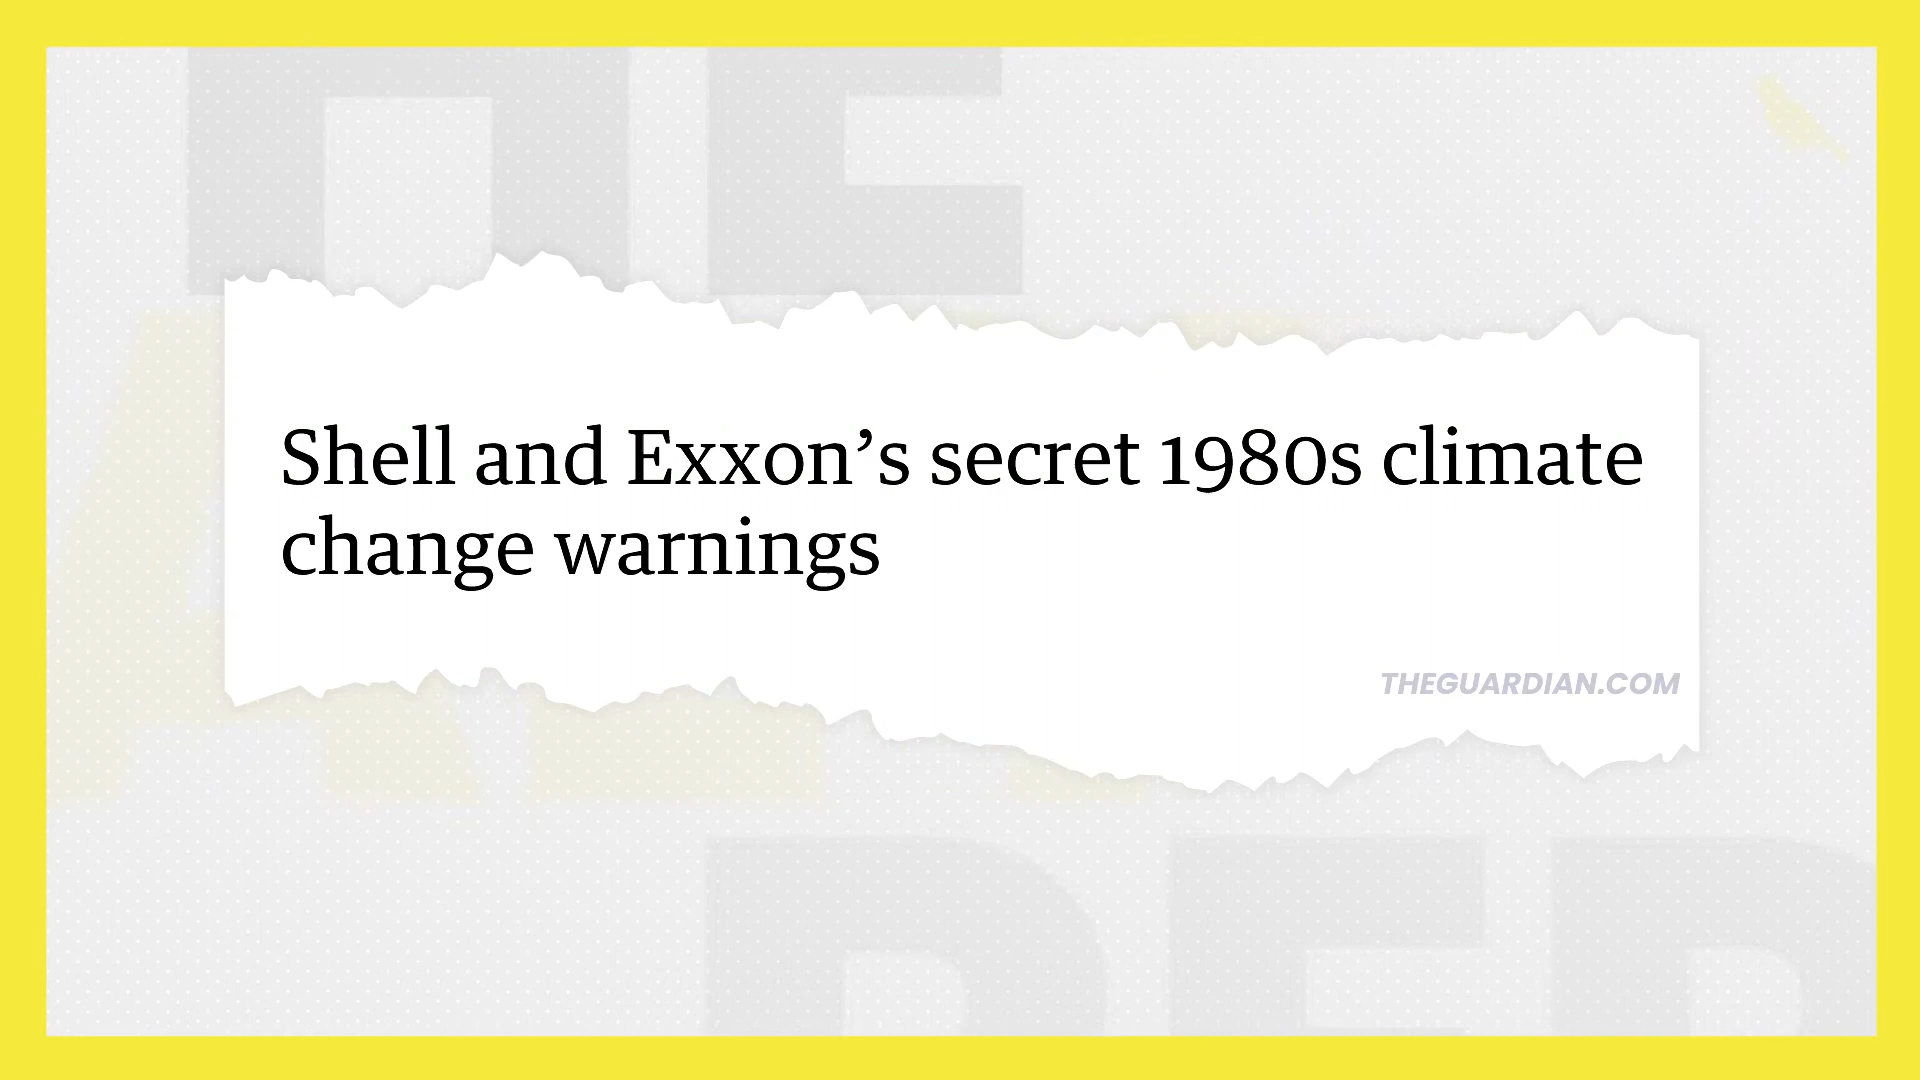 Shell and Exxon’s secret 1980s climate
change warnings
THEGUARDIAN.COM